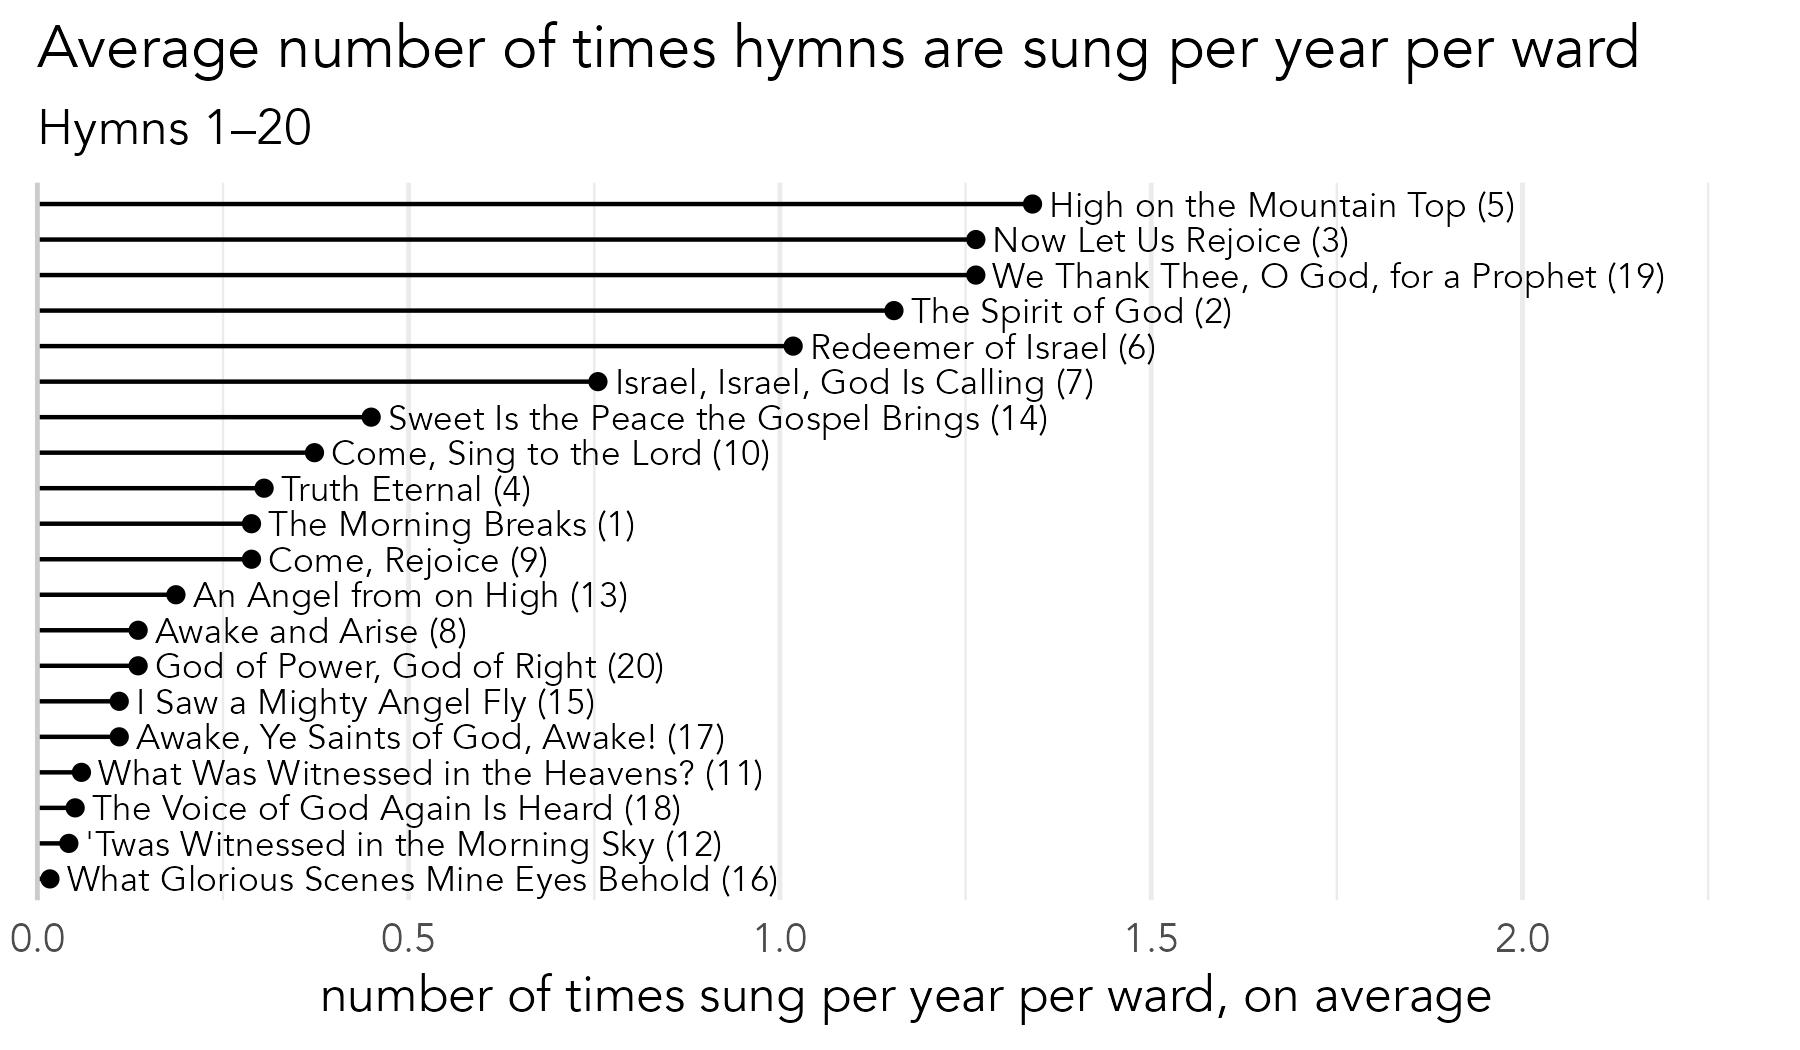 Average number of times hymns are sung per year per ward
Hymns 1–20
High on the Mountain Top (5)
Now Let Us Rejoice (3)
We Thank Thee, O God, for a Prophet (19)
The Spirit of God (2)
Redeemer of Israel (6)
Israel, Israel, God Is Calling (7)
Sweet Is the Peace the Gospel Brings (14)
Come, Sing to the Lord (10)
Truth Eternal (4)
The Morning Breaks (1)
Come, Rejoice (9)
An Angel from on High (13)
Awake and Arise (8)
God of Power, God of Right (20)
I Saw a Mighty Angel Fly (15)
Awake, Ye Saints of God, Awake! (17)
What Was Witnessed in the Heavens? (11)
The Voice of God Again Is Heard (18)
'Twas Witnessed in the Morning Sky (12)
What Glorious Scenes Mine Eyes Behold (16)
0.0 0.5 1.0 1.5 2.0
number of times sung per year per ward, on average